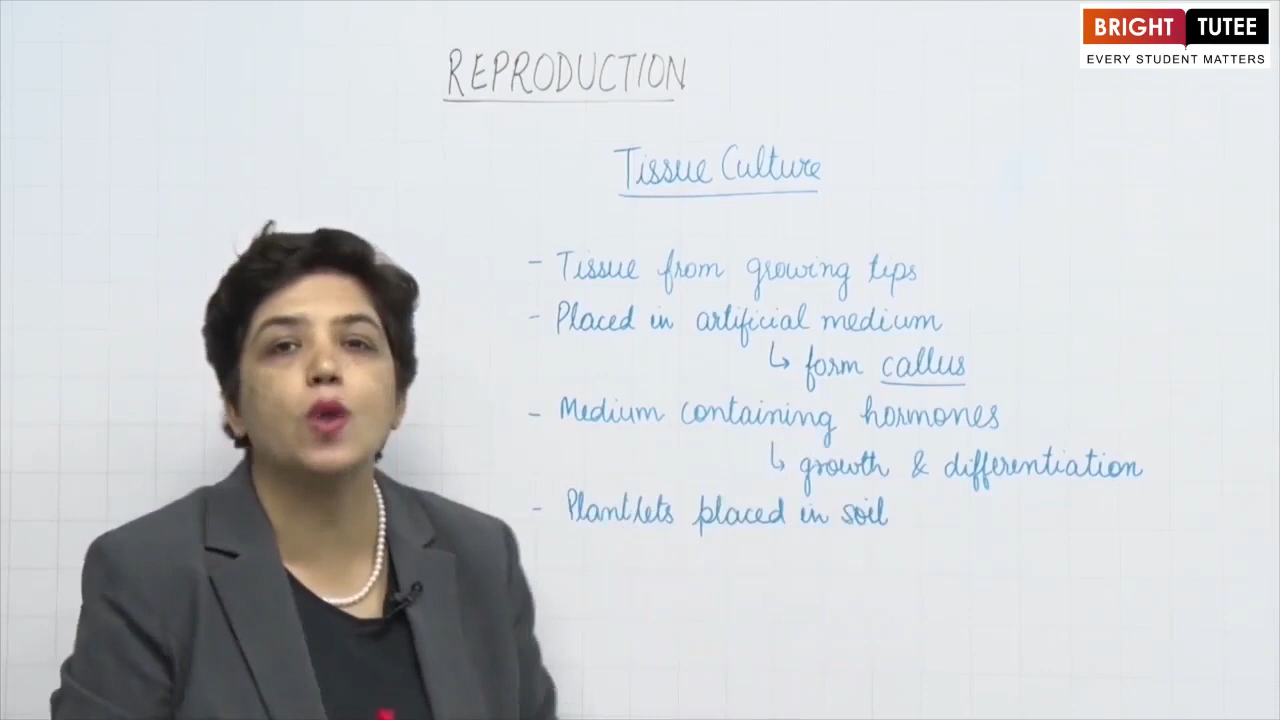 BRIGHT TUTEE
EVERY STUDENT MATTERS
REPRODUCTION
Tissue Culture
- Tissue from growing tips
- Placed in artificial medium
↳ form callus
- Medium containing hormones
↳ growth & differentiation
- Plantlets placed in soil